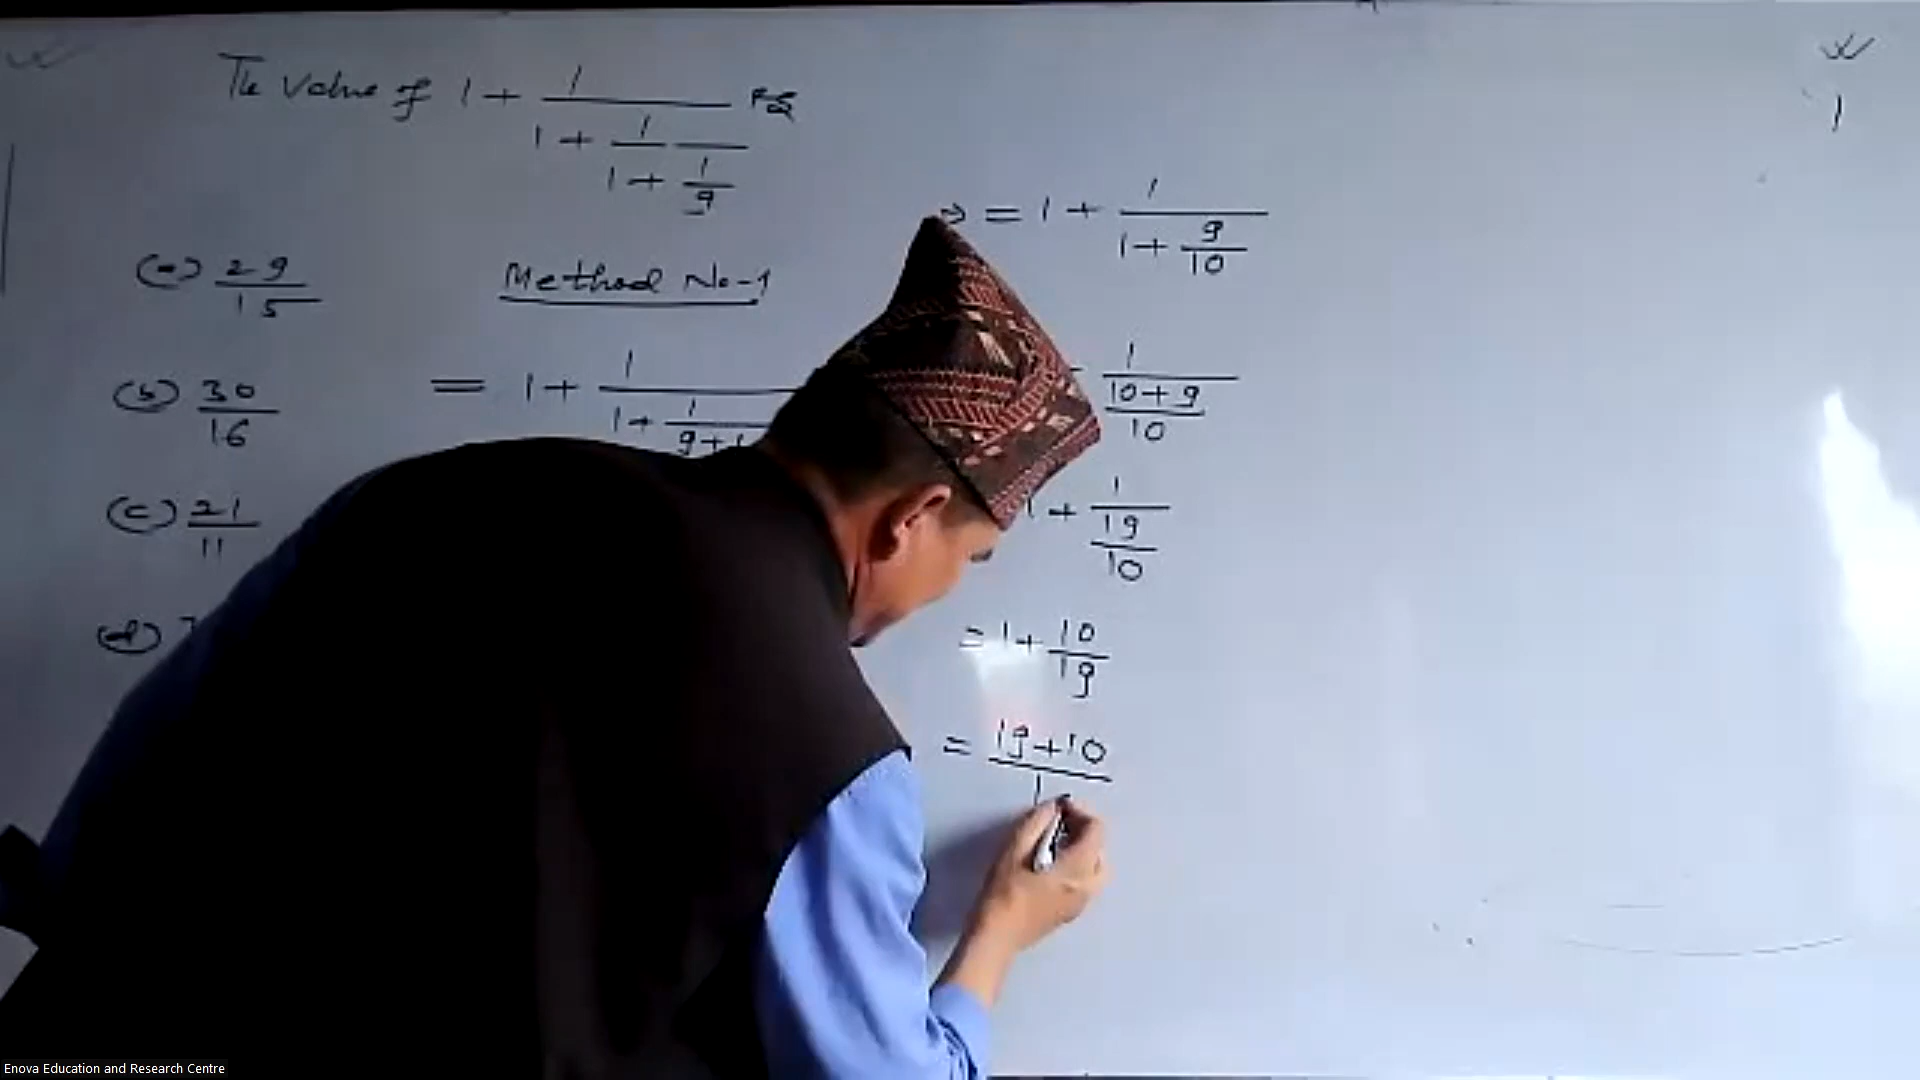 The value of 1 + 1 is
1 + 1
1 + 1
9
(a) 29
15
(b) 30
16
(c) 21
11
(d)
Method No-1
= 1 + 1
1 + 1
9 + 1
= 1 + 1
1 + 9
10
1
10 + 9
10
1 + 1
19
10
= 1 + 10
19
= 19 + 10
1
1
Enova Education and Research Centre